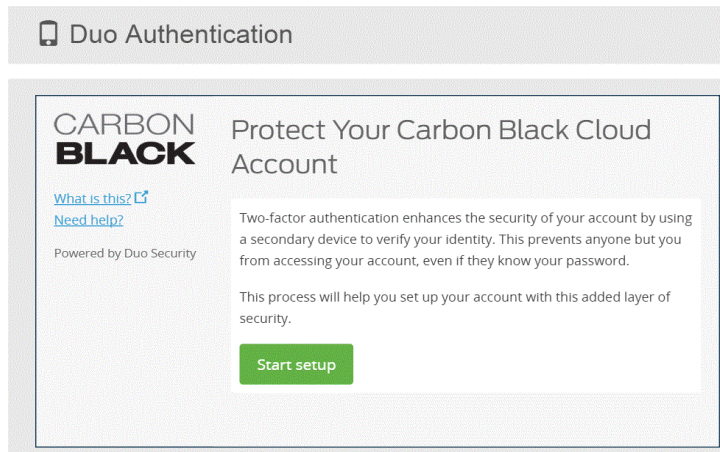 Duo Authentication
CARBON
BLACK
What is this?
Need help?
Powered by Duo Security
Protect Your Carbon Black Cloud
Account
Two-factor authentication enhances the security of your account by using
a secondary device to verify your identity. This prevents anyone but you
from accessing your account, even if they know your password.
This process will help you set up your account with this added layer of
security.
Start setup